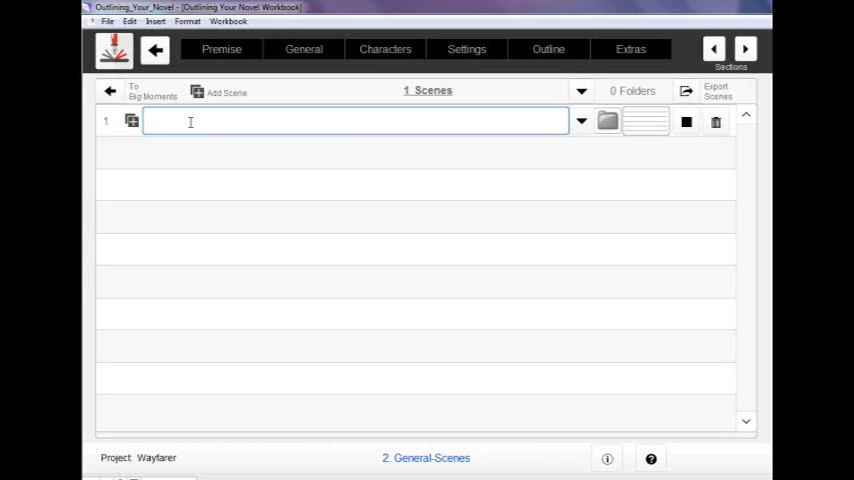 Outlining_Your_Novel - [Outlining Your Novel Workbook]
File Edit Insert Format Workbook
Premise General Characters Settings Outline Extras
Sections
To Big Moments
Add Scene
1 Scenes
0 Folders
Export Scenes
1
Project: Wayfarer
2. General-Scenes